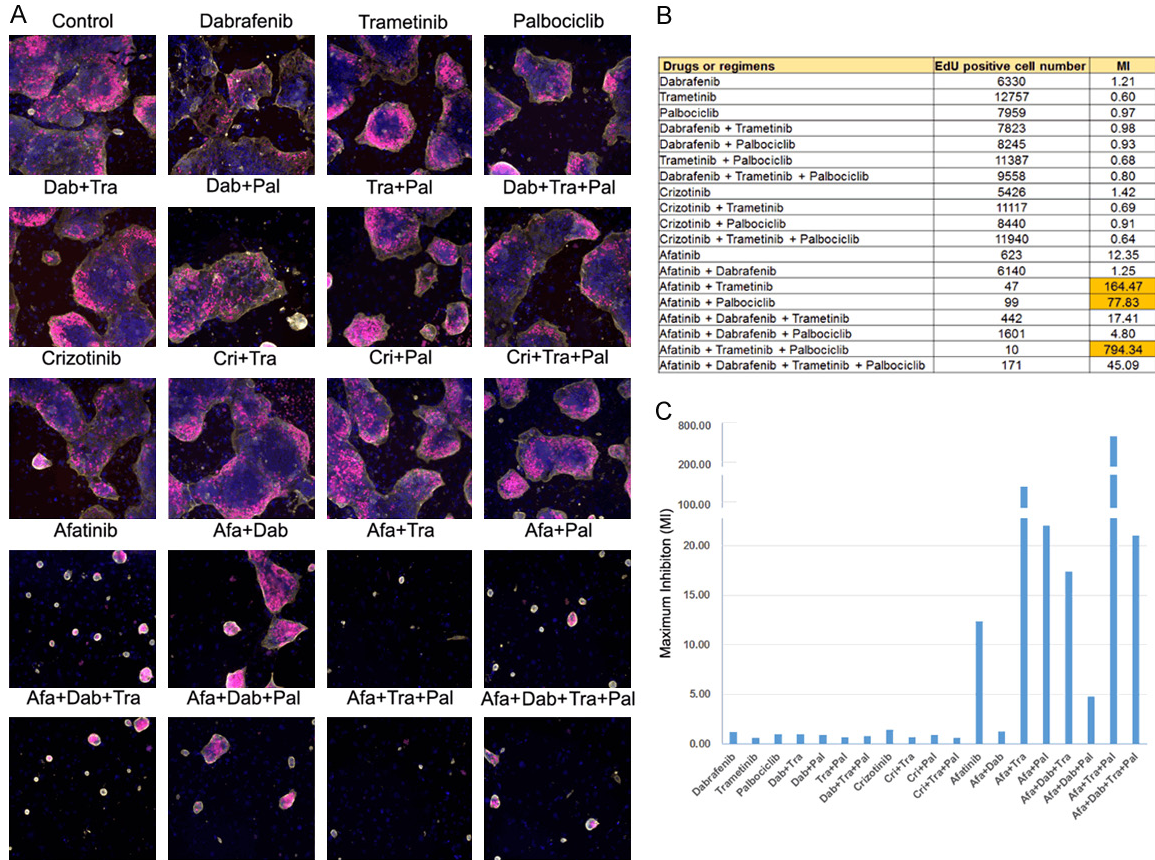 A
Control Dabrafenib Trametinib Palbociclib
Dab+Tra Dab+Pal Tra+Pal Dab+Tra+Pal
Crizotinib Cri+Tra Cri+Pal Cri+Tra+Pal
Afatinib Afa+Dab Afa+Tra Afa+Pal
Afa+Dab+Tra Afa+Dab+Pal Afa+Tra+Pal Afa+Dab+Tra+Pal
B
Drugs or regimens EdU positive cell number MI
Dabrafenib 6330 1.21
Trametinib 12757 0.60
Palbociclib 7959 0.97
Dabrafenib + Trametinib 7823 0.98
Dabrafenib + Palbociclib 8245 0.93
Trametinib + Palbociclib 11387 0.68
Dabrafenib + Trametinib + Palbociclib 9558 0.80
Crizotinib 5426 1.42
Crizotinib + Trametinib 11117 0.69
Crizotinib + Palbociclib 8440 0.91
Crizotinib + Trametinib + Palbociclib 11940 0.64
Afatinib 623 12.35
Afatinib + Dabrafenib 6140 1.25
Afatinib + Trametinib 47 164.47
Afatinib + Palbociclib 99 77.83
Afatinib + Dabrafenib + Trametinib 442 17.41
Afatinib + Dabrafenib + Palbociclib 1601 4.80
Afatinib + Trametinib + Palbociclib 10 794.34
Afatinib + Dabrafenib + Trametinib + Palbociclib 171 45.09
C
Maximum Inhibiton (MI)
800.00
200.00
100.00
20.00
15.00
10.00
5.00
0.00
Dabrafenib
Trametinib
Palbociclib
Dab+Tra
Dab+Pal
Tra+Pal
Dab+Tra+Pal
Crizotinib
Cri+Tra
Cri+Pal
Cri+Tra+Pal
Afatinib
Afa+Dab
Afa+Tra
Afa+Pal
Afa+Dab+Tra
Afa+Dab+Pal
Afa+Tra+Pal
Afa+Dab+Tra+Pal